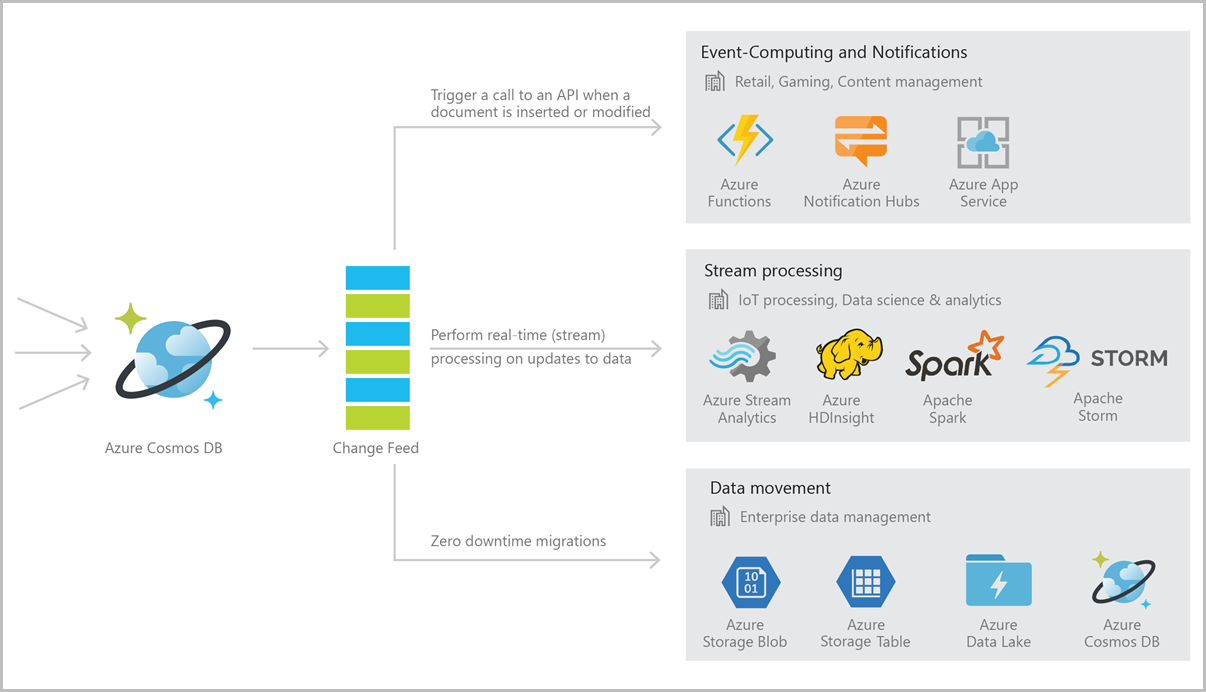 Event-Computing and Notifications
Retail, Gaming, Content management
Trigger a call to an API when a
document is inserted or modified
Azure
Functions
Azure
Notification Hubs
Azure App
Service
Stream processing
IoT processing, Data science & analytics
Perform real-time (stream)
processing on updates to data
Spark
STORM
Azure Stream
Analytics
Azure
HDInsight
Apache
Spark
Apache
Storm
Azure Cosmos DB
Change Feed
Data movement
Enterprise data management
Zero downtime migrations
10
01
Azure
Storage Blob
Azure
Storage Table
Azure
Data Lake
Azure
Cosmos DB